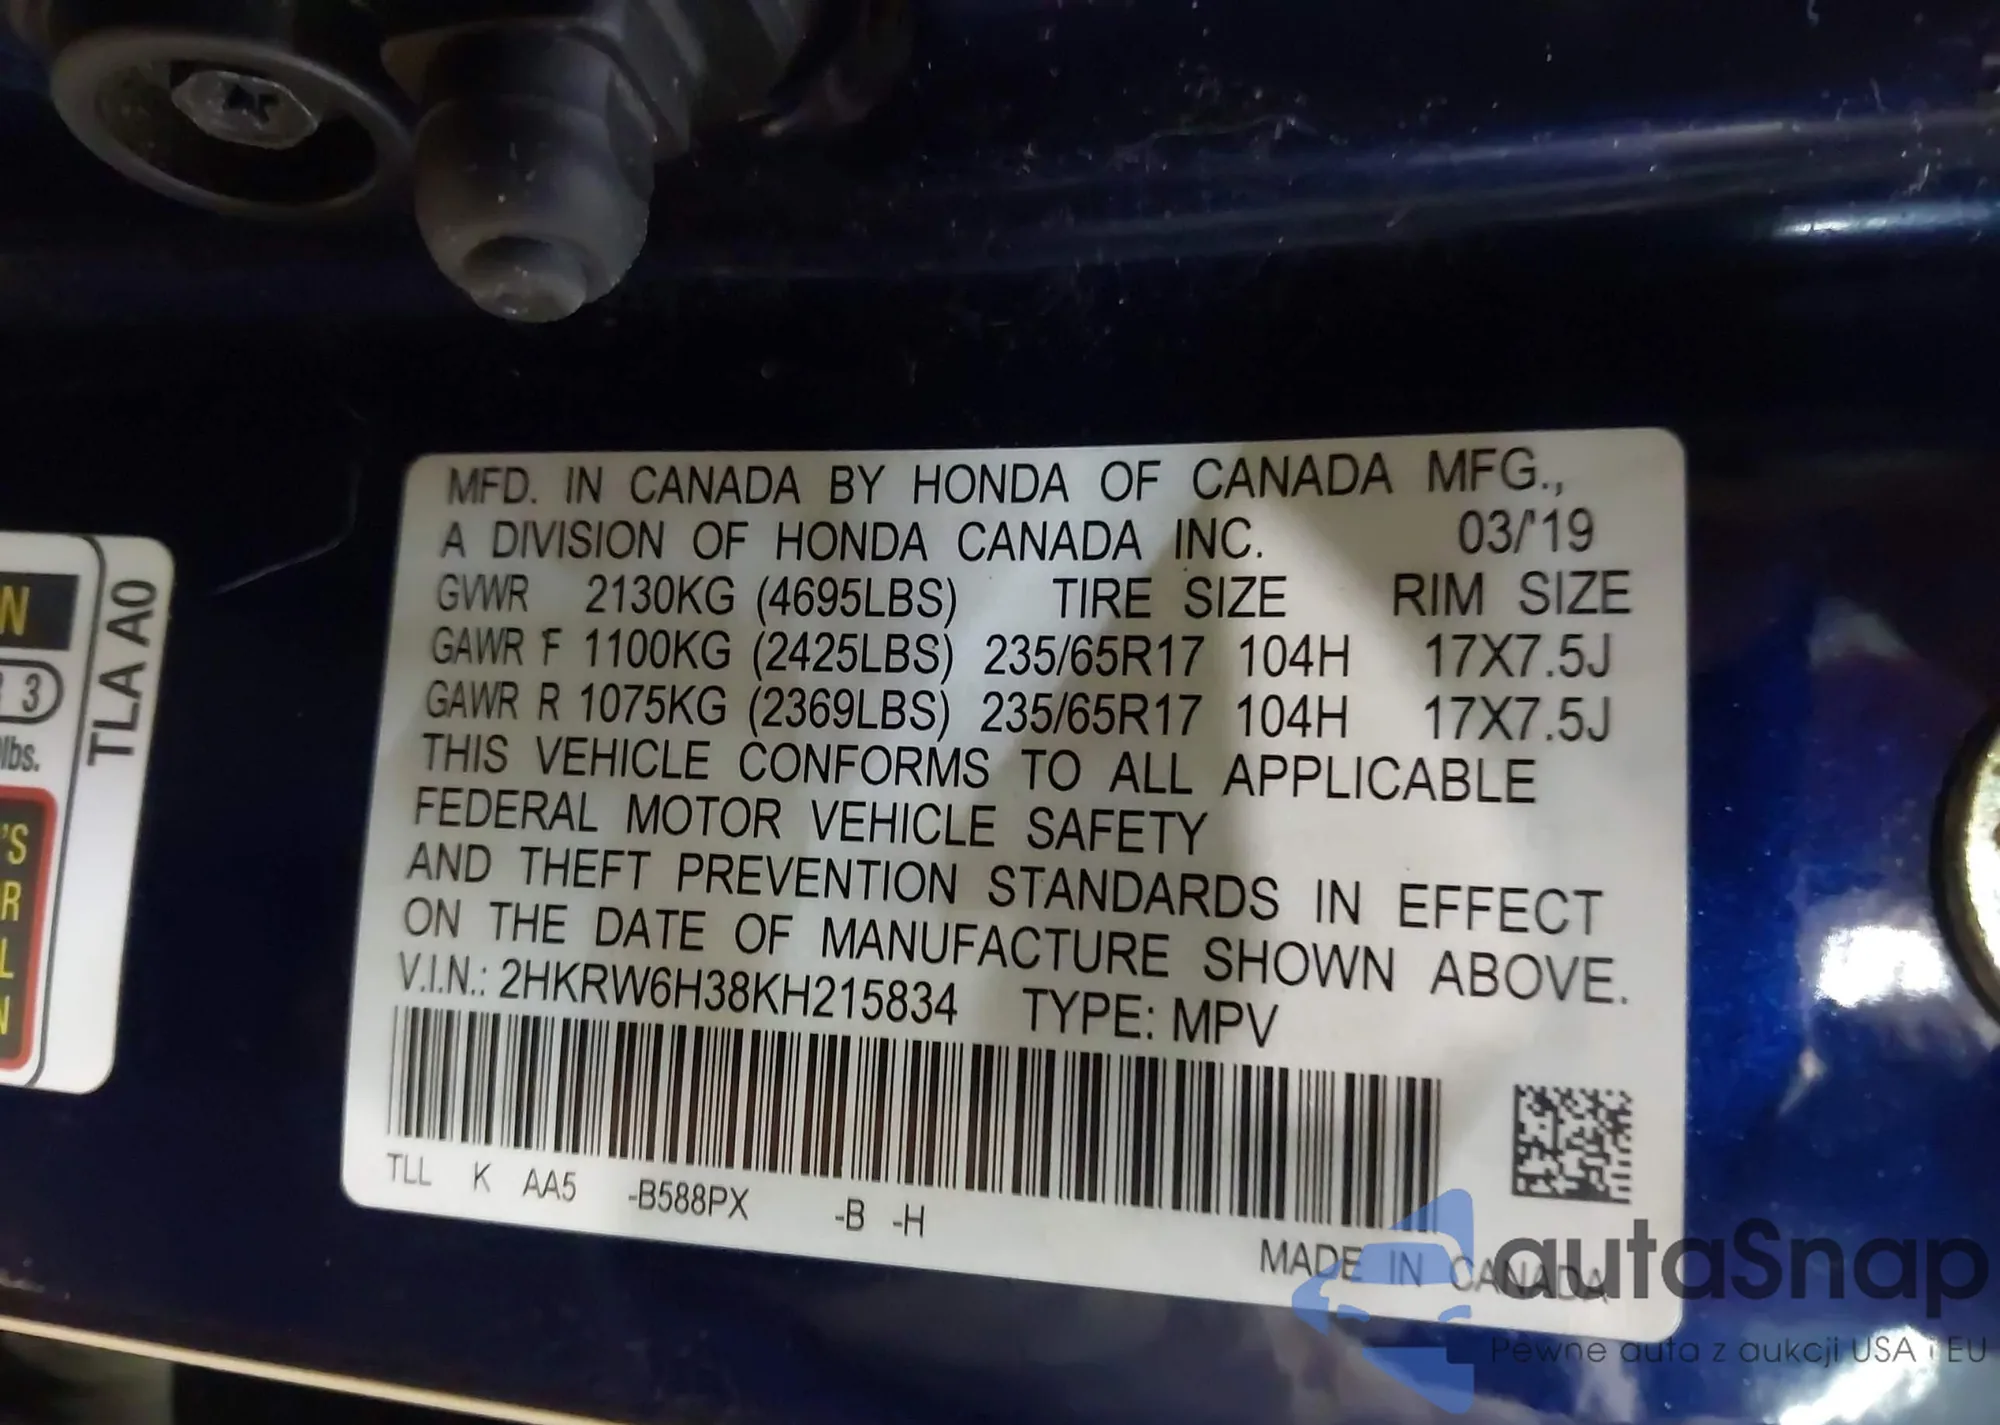 MFD. IN CANADA BY HONDA OF CANADA MFG.,
A DIVISION OF HONDA CANADA INC. 03/'19
GVWR 2130KG (4695LBS) TIRE SIZE RIM SIZE
GAWR F 1100KG (2425LBS) 235/65R17 104H 17X7.5J
GAWR R 1075KG (2369LBS) 235/65R17 104H 17X7.5J
THIS VEHICLE CONFORMS TO ALL APPLICABLE
FEDERAL MOTOR VEHICLE SAFETY
AND THEFT PREVENTION STANDARDS IN EFFECT
ON THE DATE OF MANUFACTURE SHOWN ABOVE.
V.I.N.: 2HKRW6H38KH215834 TYPE: MPV
TLL K AA5 -B588PX -B -H
MADE IN CANADA
TLA A0
N
3
lbs.
'S
R
L
N
autaSnap
Pewne auta z aukcji USA i EU